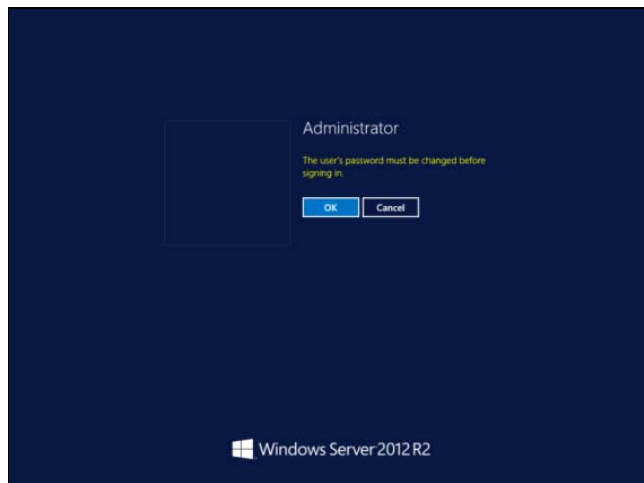 Administrator
The user's password must be changed before
signing in.
OK Cancel
Windows Server 2012 R2